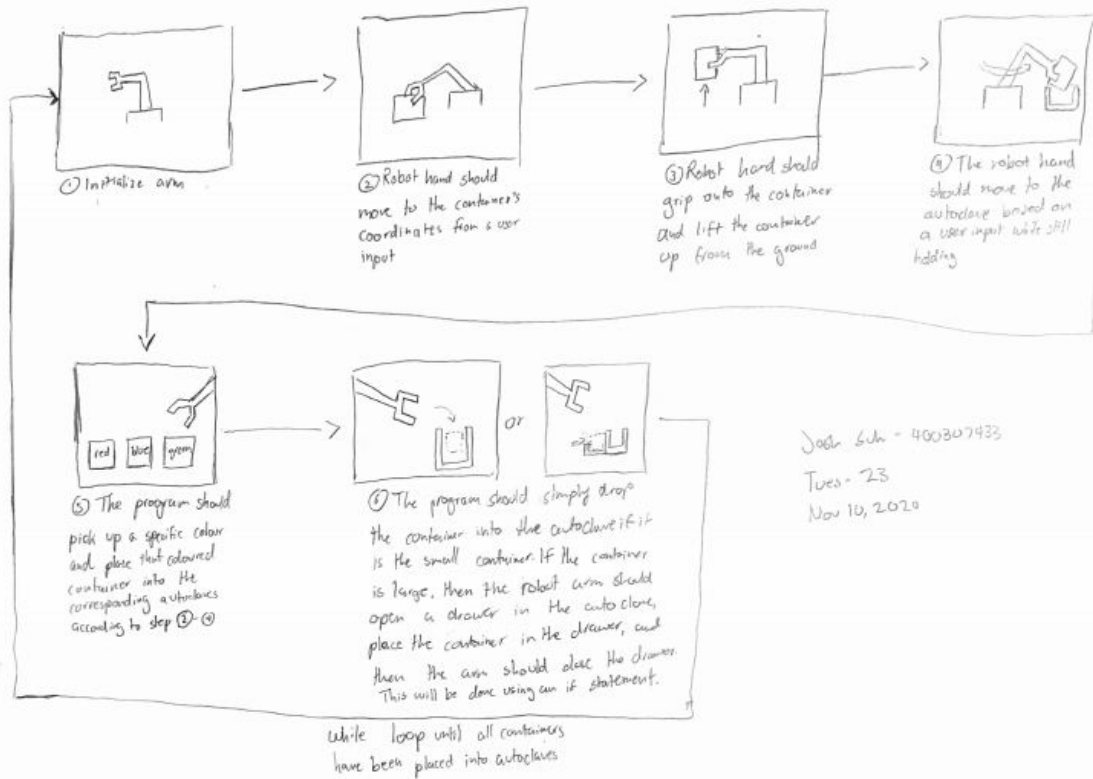 ① Initialize arm
② Robot hand should
move to the container's
coordinates from a user
input
③ Robot hand should
grip onto the container
and lift the container
up from the ground
④ The robot hand
should move to the
autoclave based on
a user input while still
holding
red blue green
⑤ The program should
pick up a specific colour
and place that coloured
container into the
corresponding autoclaves
according to step ②-④
or
⑥ The program should simply drop
the container into the autoclave if it
is the small container. If the container
is large, then the robot arm should
open a drawer in the autoclave,
place the container in the drawer, and
then the arm should close the drawer.
This will be done using an if statement.
while loop until all containers
have been placed into autoclaves
Josh Suh - 400307433
Tues - 23
Nov 10, 2020